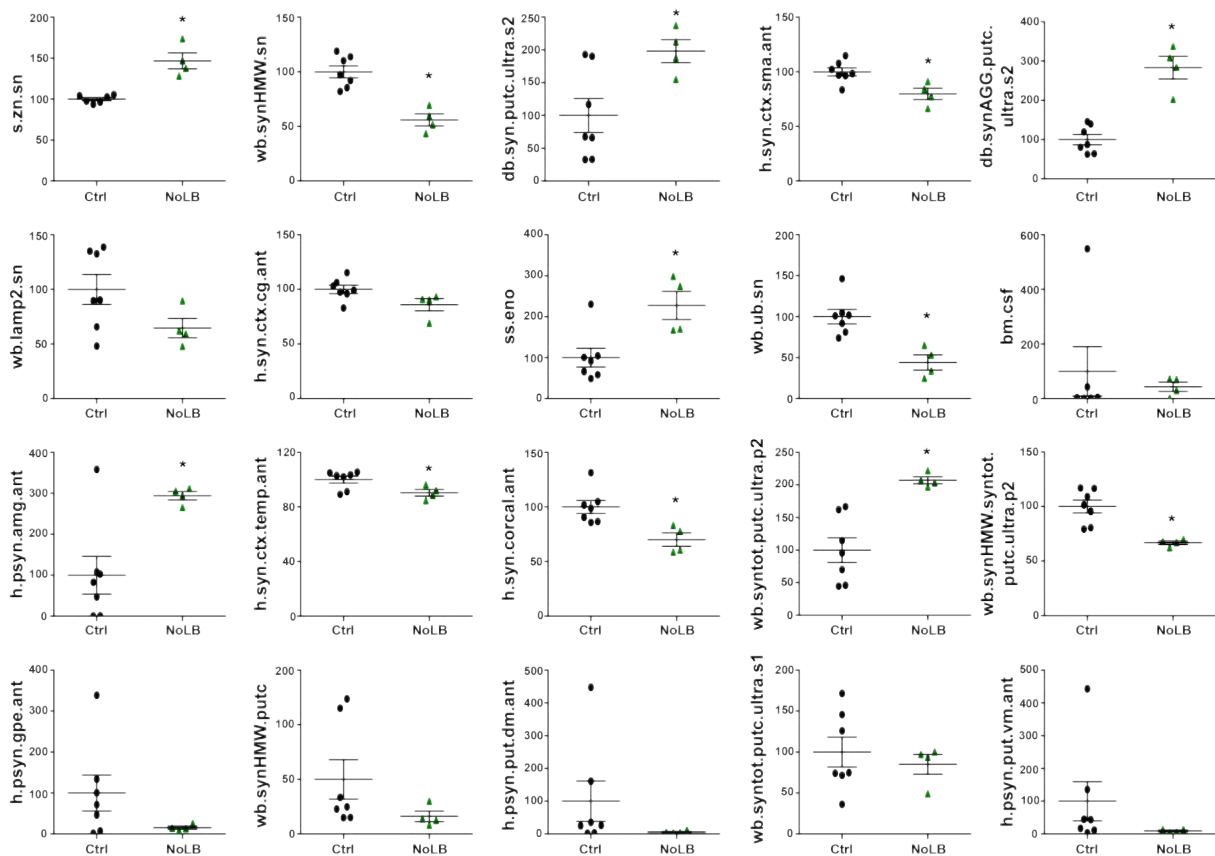 s.zn.sn
200
150
100
50
0
*
Ctrl NoLB
wb.synHMW.sn
150
100
50
0
*
Ctrl NoLB
db.syn.putc.ultra.s2
250
200
150
100
50
0
*
Ctrl NoLB
h.syn.ctx.sma.ant
150
100
50
0
*
Ctrl NoLB
db.synAGG.putc.
ultra.s2
400
300
200
100
0
*
Ctrl NoLB
wb.lamp2.sn
150
100
50
0
Ctrl NoLB
h.syn.ctx.cg.ant
150
100
50
0
Ctrl NoLB
ss.eno
400
300
200
100
0
*
Ctrl NoLB
wb.ub.sn
200
150
100
50
0
*
Ctrl NoLB
bm.csf
600
400
200
0
Ctrl NoLB
h.psyn.amg.ant
400
300
200
100
0
*
Ctrl NoLB
h.syn.ctx.temp.ant
120
80
40
0
*
Ctrl NoLB
h.syn.corcal.ant
150
100
50
0
*
Ctrl NoLB
wb.syntot.putc.ultra.p2
250
200
150
100
50
0
*
Ctrl NoLB
wb.synHMW.syntot.
putc.ultra.p2
150
100
50
0
*
Ctrl NoLB
h.psyn.gpe.ant
400
300
200
100
0
Ctrl NoLB
wb.synHMW.putc
200
100
50
0
Ctrl NoLB
h.psyn.put.dm.ant
500
400
300
200
100
0
Ctrl NoLB
wb.syntot.putc.ultra.s1
200
150
100
50
0
Ctrl NoLB
h.psyn.put.vm.ant
500
400
300
200
100
0
Ctrl NoLB